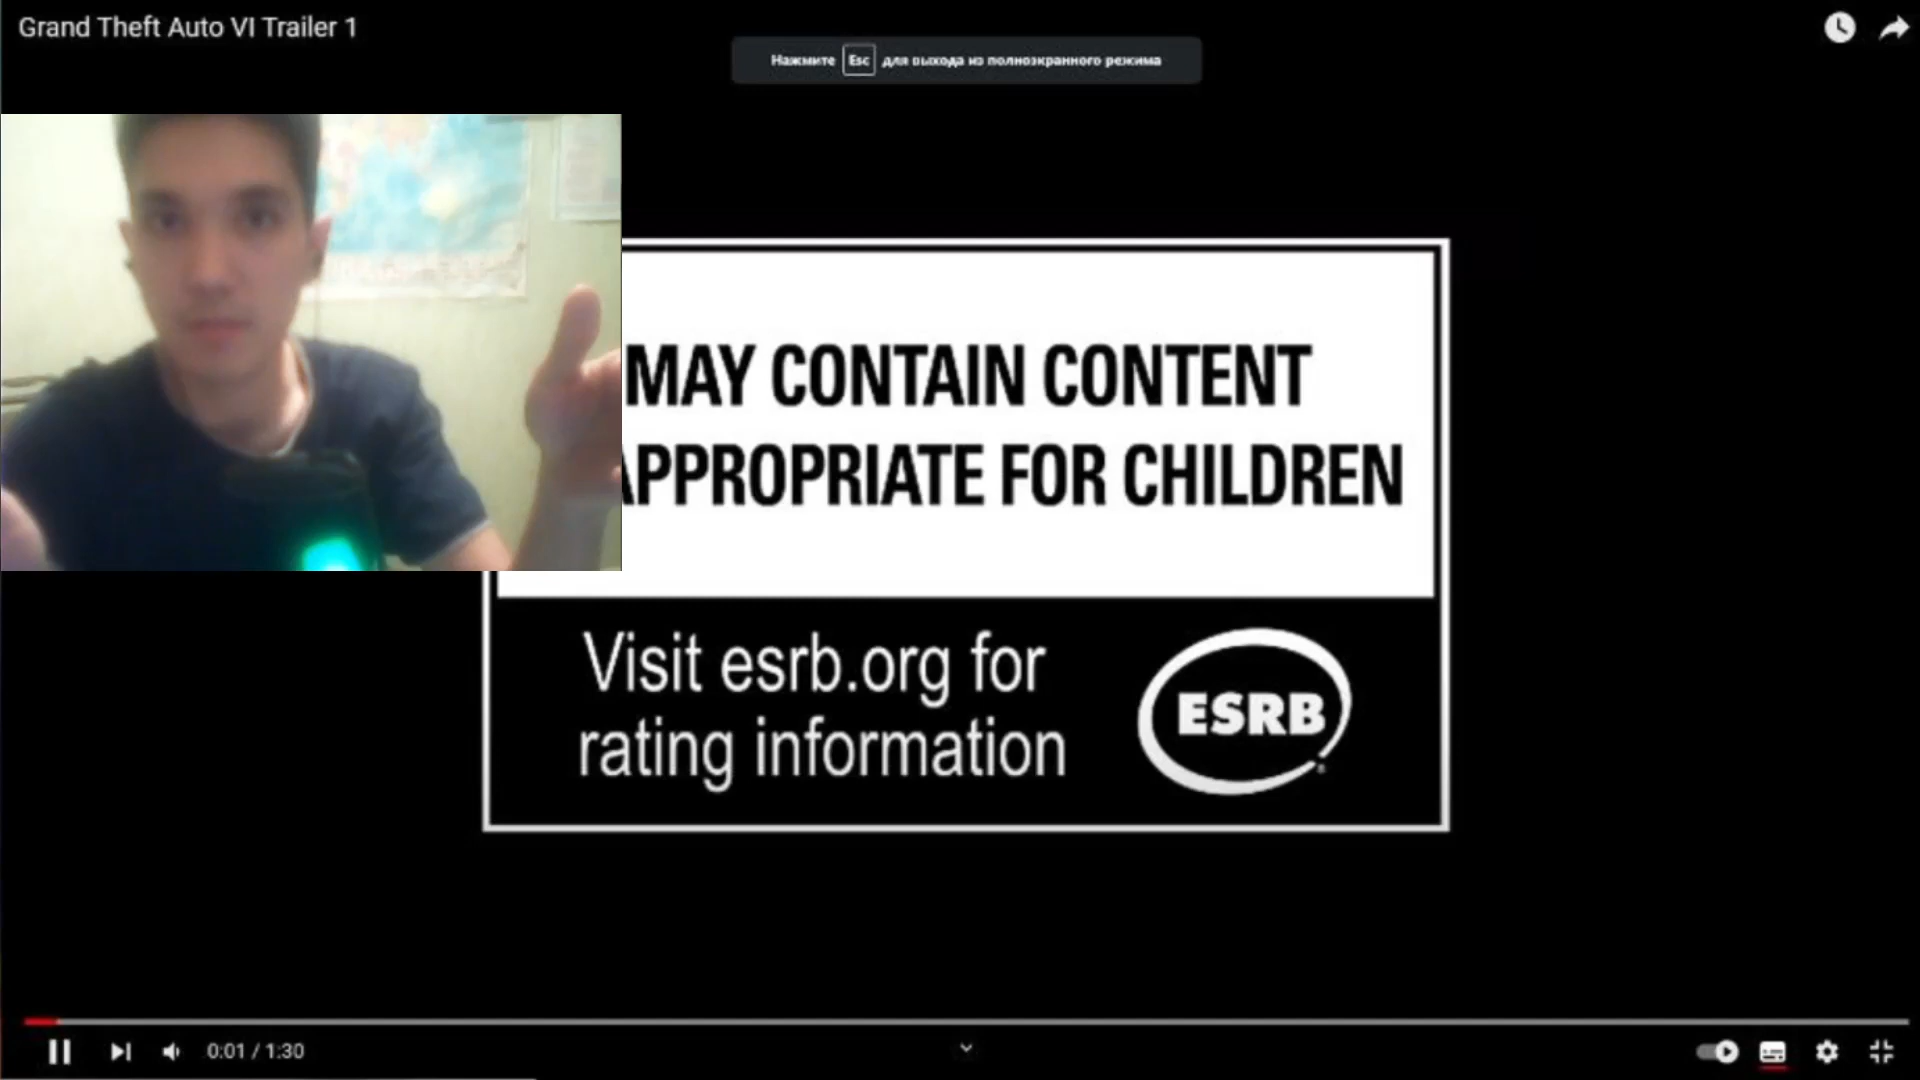 Grand Theft Auto VI Trailer 1
Нажмите Esc для выхода из полноэкранного режима
MAY CONTAIN CONTENT
APPROPRIATE FOR CHILDREN
Visit esrb.org for
rating information
ESRB
0:01 / 1:30